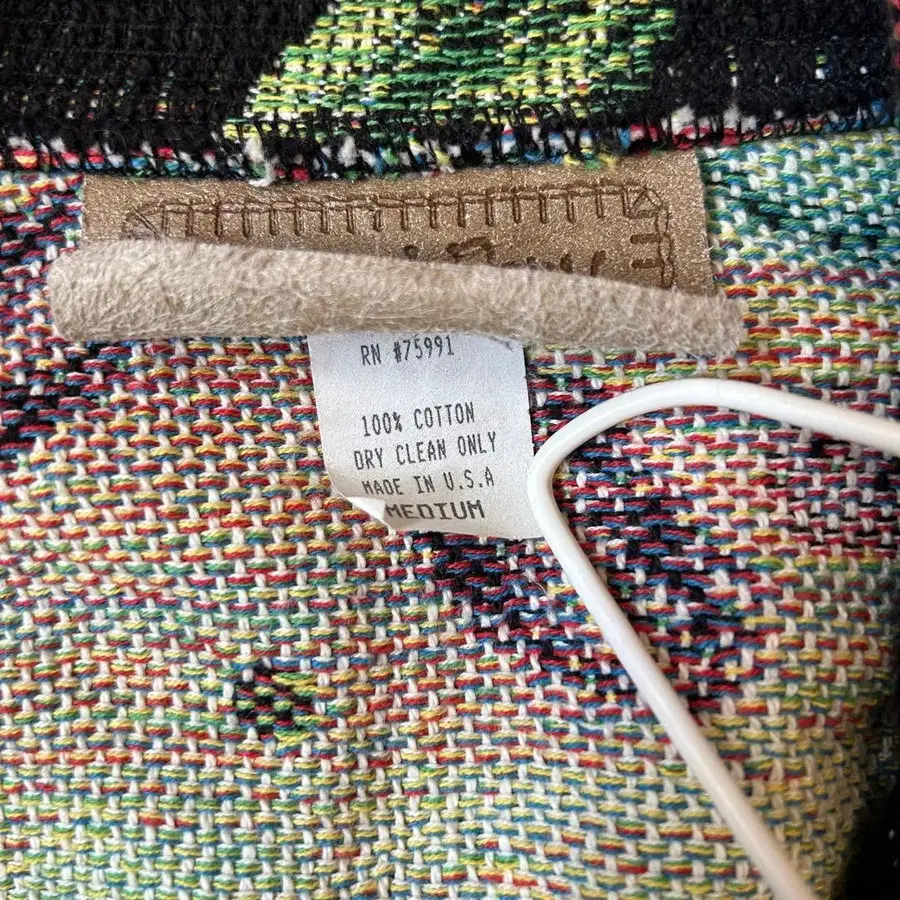 RN #75991
100% COTTON
DRY CLEAN ONLY
MADE IN U.S.A
MEDIUM